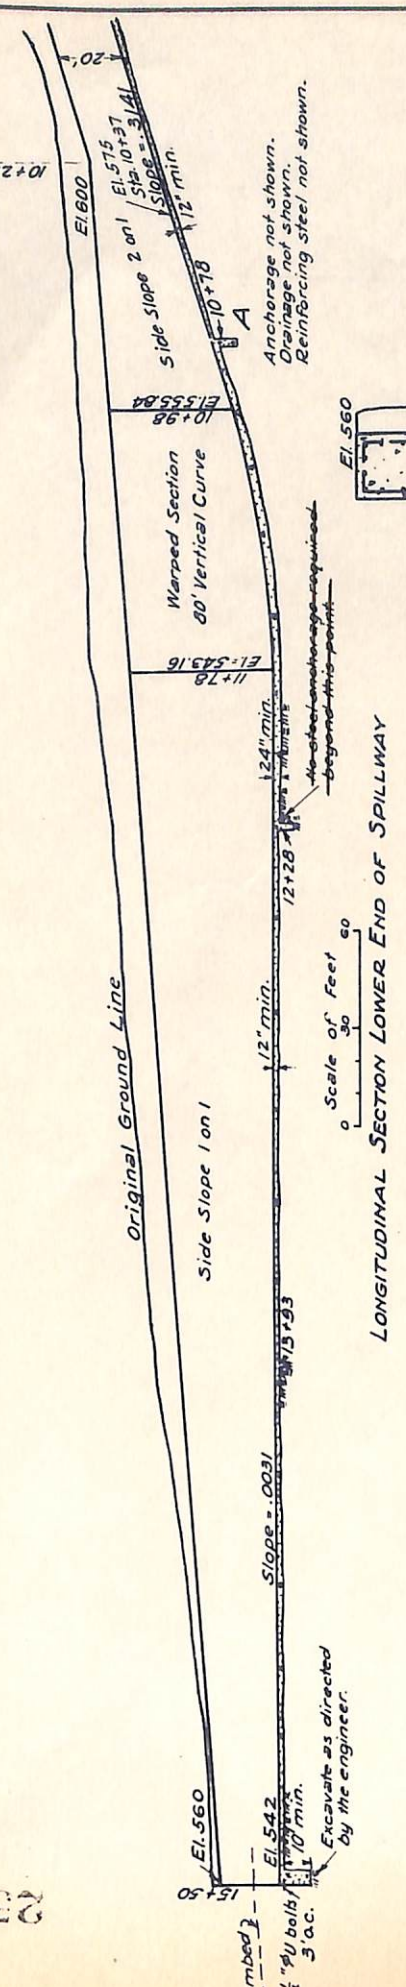 10+2
20'
El.600
El.575
Sta. 10+37
Slope = .3141
12" min.
Side Slope 2 on 1
10+78
A
El.555.84
10+98
Warped Section
80' Vertical Curve
El.=543.16
11+78
24" min.
12+28
No steel anchorage required
beyond this point.
12" min.
Original Ground Line
Side Slope 1 on 1
13+93
Slope = .0031
El.560
15+50
El.542
10' min.
Excavate as directed
by the engineer.
3' o.c.
Anchorage not shown.
Drainage not shown.
Reinforcing steel not shown.
El. 560
Scale of Feet
0 30 60
LONGITUDINAL SECTION LOWER END OF SPILLWAY